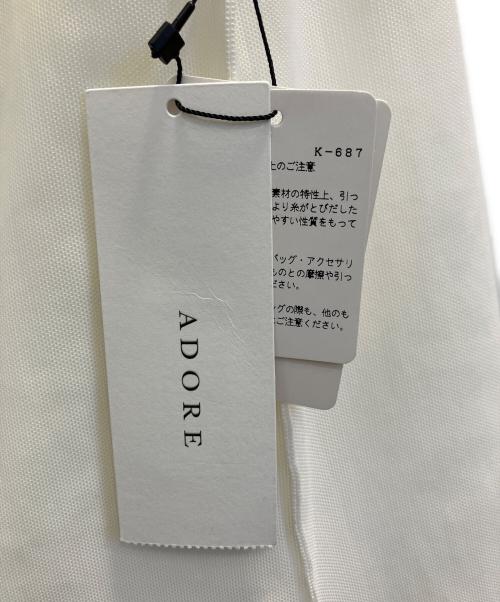 ADORE
K-687
上のご注意
素材の特性上、引っ
より糸がとびだした
やすい性質をもって
バッグ・アクセサリ
ものとの摩擦や引っ
ださい。
ングの際も、他のも
ご注意ください。